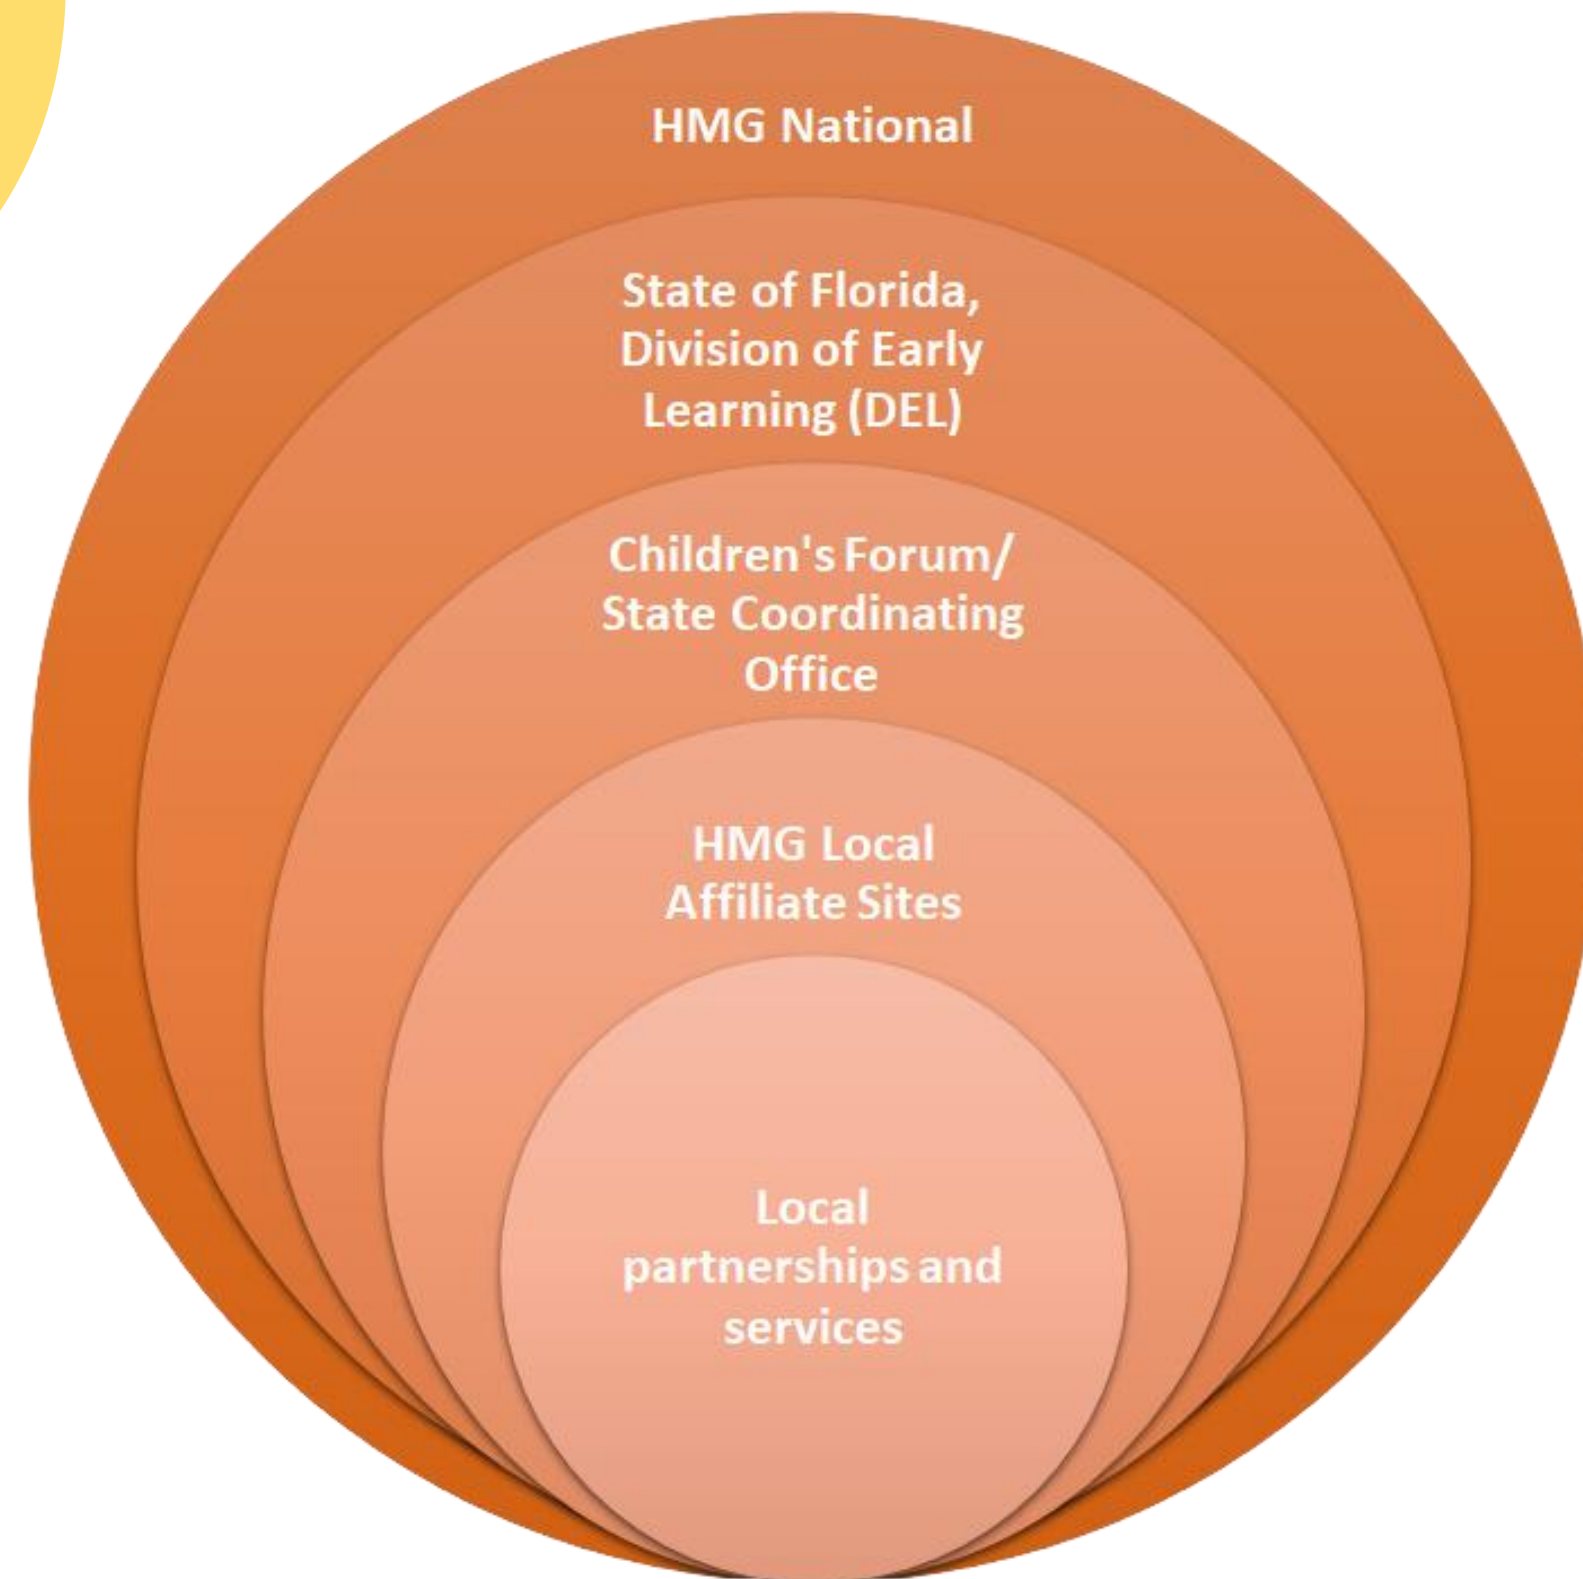 HMG National
State of Florida,
Division of Early
Learning (DEL)
Children's Forum/
State Coordinating
Office
HMG Local
Affiliate Sites
Local
partnerships and
services